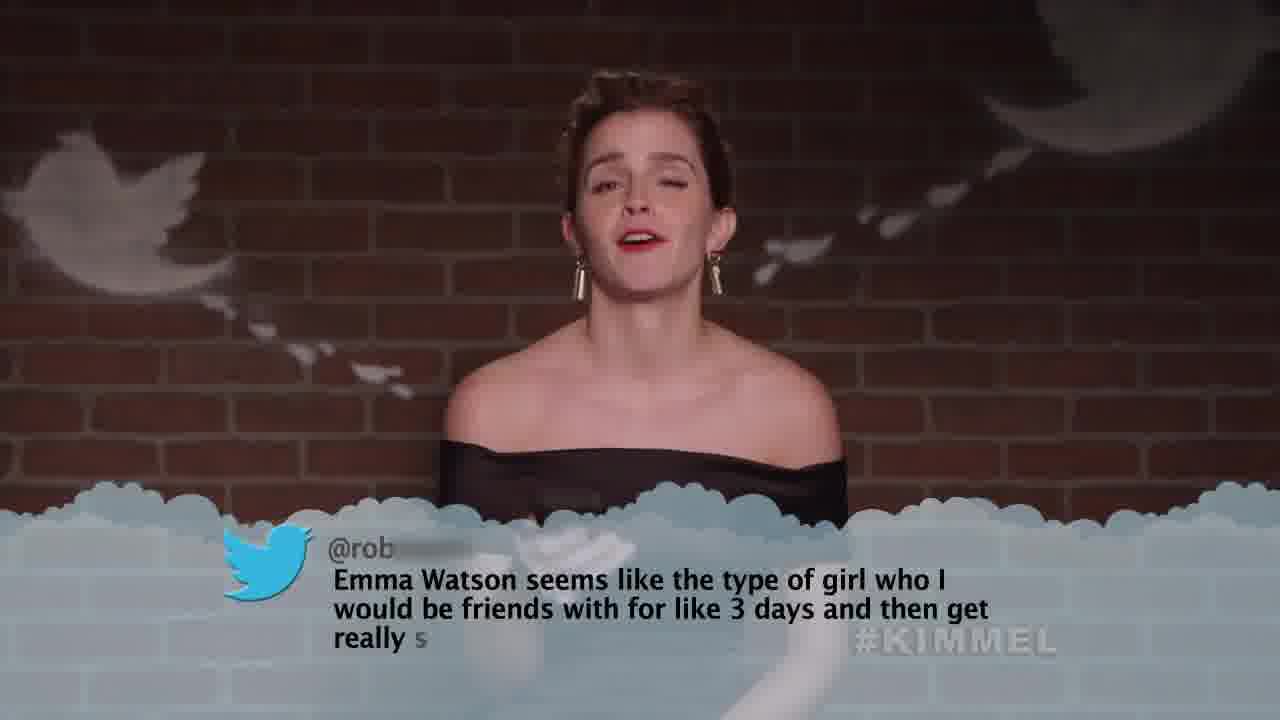 @rob
Emma Watson seems like the type of girl who I
would be friends with for like 3 days and then get
really s
#KIMMEL